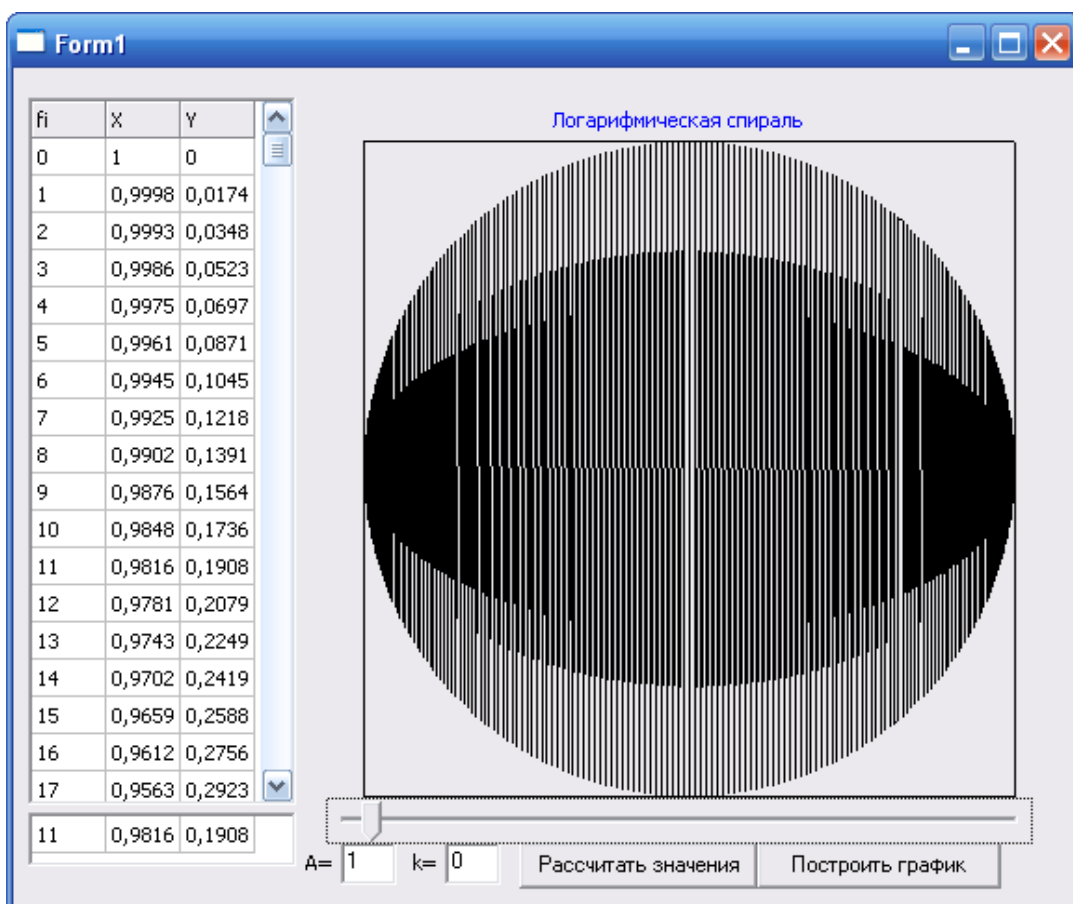 Form1
fi X Y
0 1 0
1 0,9998 0,0174
2 0,9993 0,0348
3 0,9986 0,0523
4 0,9975 0,0697
5 0,9961 0,0871
6 0,9945 0,1045
7 0,9925 0,1218
8 0,9902 0,1391
9 0,9876 0,1564
10 0,9848 0,1736
11 0,9816 0,1908
12 0,9781 0,2079
13 0,9743 0,2249
14 0,9702 0,2419
15 0,9659 0,2588
16 0,9612 0,2756
17 0,9563 0,2923
11 0,9816 0,1908
Логарифмическая спираль
A= 1 k= 0 Рассчитать значения Построить график